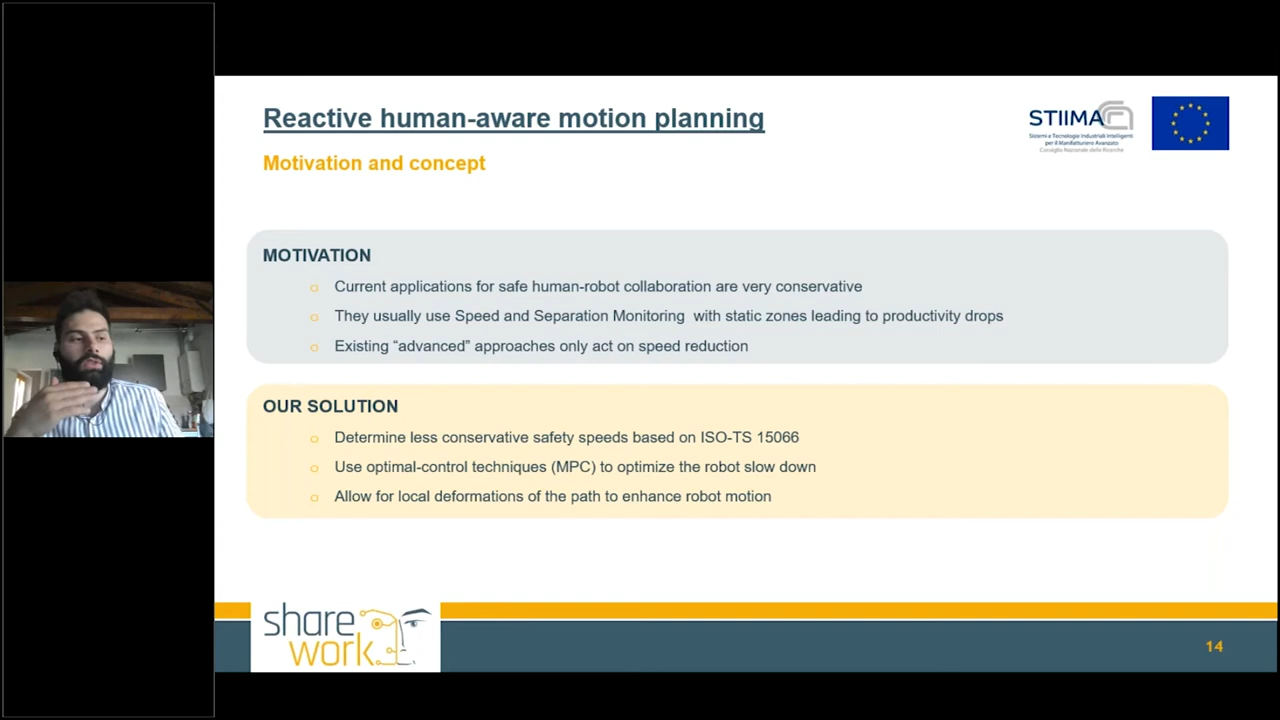 Reactive human-aware motion planning
Motivation and concept
STIIMA
Sistemi e Tecnologie Industriali Intelligenti
per il Manifatturiero Avanzato
Consiglio Nazionale delle Ricerche
MOTIVATION
Current applications for safe human-robot collaboration are very conservative
They usually use Speed and Separation Monitoring with static zones leading to productivity drops
Existing “advanced” approaches only act on speed reduction
OUR SOLUTION
Determine less conservative safety speeds based on ISO-TS 15066
Use optimal-control techniques (MPC) to optimize the robot slow down
Allow for local deformations of the path to enhance robot motion
share
work
14